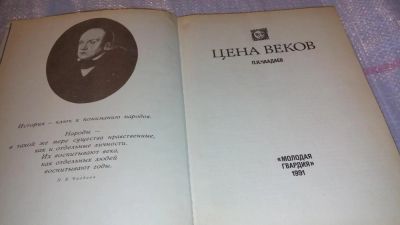 История — ключ к пониманию народов.
Народы —
в такой же мере существа нравственные,
как и отдельные личности.
Их воспитывают века,
как отдельных людей
воспитывают годы.
П. Я. Чаадаев
ЦЕНА ВЕКОВ
П.Я.ЧААДАЕВ
«МОЛОДАЯ
ГВАРДИЯ»
1991